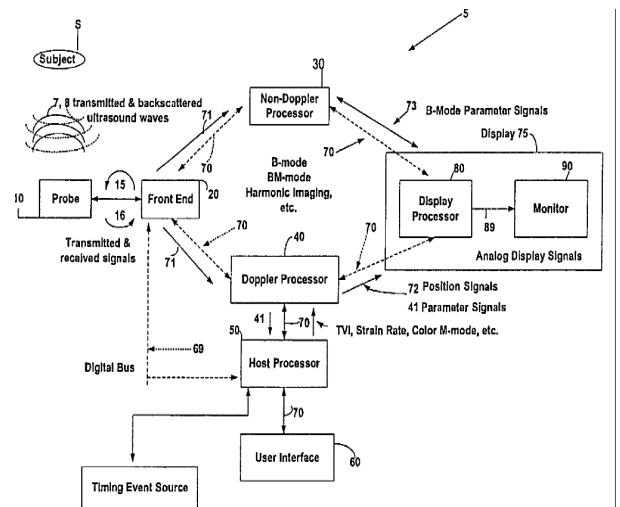 5
S
Subject
7, 8 transmitted & backscattered
ultrasound waves
71
70
30
Non-Doppler
Processor
73
B-Mode Parameter Signals
70
Display 75
B-mode
BM-mode
Harmonic Imaging,
etc.
10
Probe
15
16
Front End
20
Transmitted &
received signals
71
70
80
Display
Processor
89
90
Monitor
Analog Display Signals
40
Doppler Processor
70
72 Position Signals
41 Parameter Signals
41
70
TVI, Strain Rate, Color M-mode, etc.
50
Host Processor
69
Digital Bus
70
User Interface
60
Timing Event Source